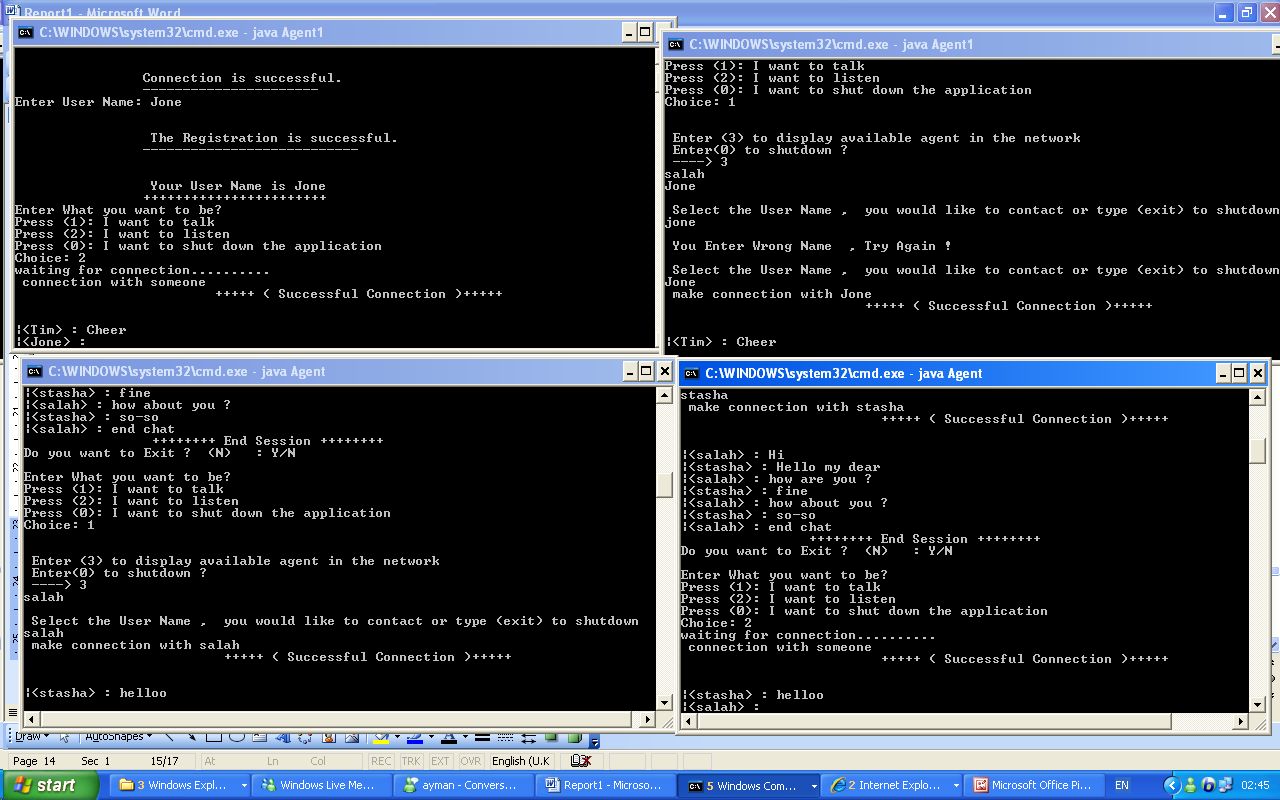 Report1 - Microsoft Word
C:\WINDOWS\system32\cmd.exe - java Agent1
Connection is successful.
----------------------
Enter User Name: Jone
The Registration is successful.
---------------------------
Your User Name is Jone
+++++++++++++++++++++++
Enter What you want to be?
Press (1): I want to talk
Press (2): I want to listen
Press (0): I want to shut down the application
Choice: 2
waiting for connection..........
connection with someone
+++++ ( Successful Connection )+++++
|<Tim> : Cheer
|<Jone> :
C:\WINDOWS\system32\cmd.exe - java Agent1
Press (1): I want to talk
Press (2): I want to listen
Press (0): I want to shut down the application
Choice: 1
Enter (3) to display available agent in the network
Enter(0) to shutdown ?
----> 3
salah
Jone
Select the User Name , you would like to contact or type (exit) to shutdown
jone
You Enter Wrong Name , Try Again !
Select the User Name , you would like to contact or type (exit) to shutdown
Jone
make connection with Jone
+++++ ( Successful Connection )+++++
|<Tim> : Cheer
C:\WINDOWS\system32\cmd.exe - java Agent
|<stasha> : fine
|<salah> : how about you ?
|<stasha> : so-so
|<salah> : end chat
++++++++ End Session ++++++++
Do you want to Exit ? (N) : Y/N
Enter What you want to be?
Press (1): I want to talk
Press (2): I want to listen
Press (0): I want to shut down the application
Choice: 1
Enter (3) to display available agent in the network
Enter(0) to shutdown ?
----> 3
salah
Select the User Name , you would like to contact or type (exit) to shutdown
salah
make connection with salah
+++++ ( Successful Connection )+++++
|<stasha> : helloo
C:\WINDOWS\system32\cmd.exe - java Agent
stasha
make connection with stasha
+++++ ( Successful Connection )+++++
|<salah> : Hi
|<stasha> : Hello my dear
|<salah> : how are you ?
|<stasha> : fine
|<salah> : how about you ?
|<stasha> : so-so
|<salah> : end chat
++++++++ End Session ++++++++
Do you want to Exit ? (N) : Y/N
Enter What you want to be?
Press (1): I want to talk
Press (2): I want to listen
Press (0): I want to shut down the application
Choice: 2
waiting for connection..........
connection with someone
+++++ ( Successful Connection )+++++
|<stasha> : helloo
|<salah> :
Draw AutoShapes
Page 14 Sec 1 15/17 At Ln Col REC TRK EXT OVR English (U.K
start 3 Windows Expl... Windows Live Me... ayman - Convers... Report1 - Microso... 5 Windows Com... 2 Internet Explo... Microsoft Office Pi... EN 02:45